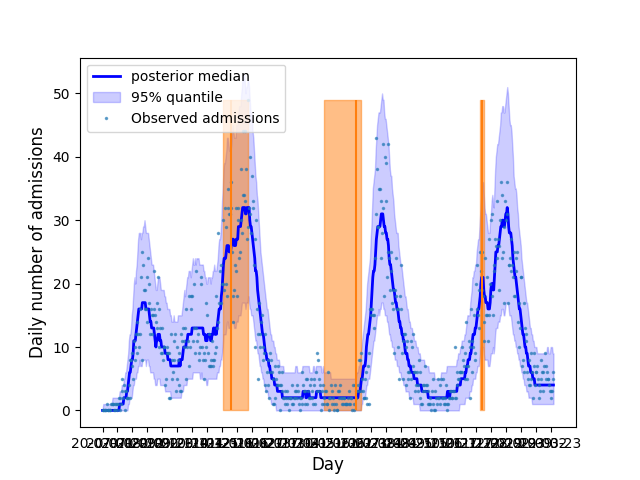 posterior median
95% quantile
Observed admissions
Daily number of admissions
50
40
30
20
10
0
Day